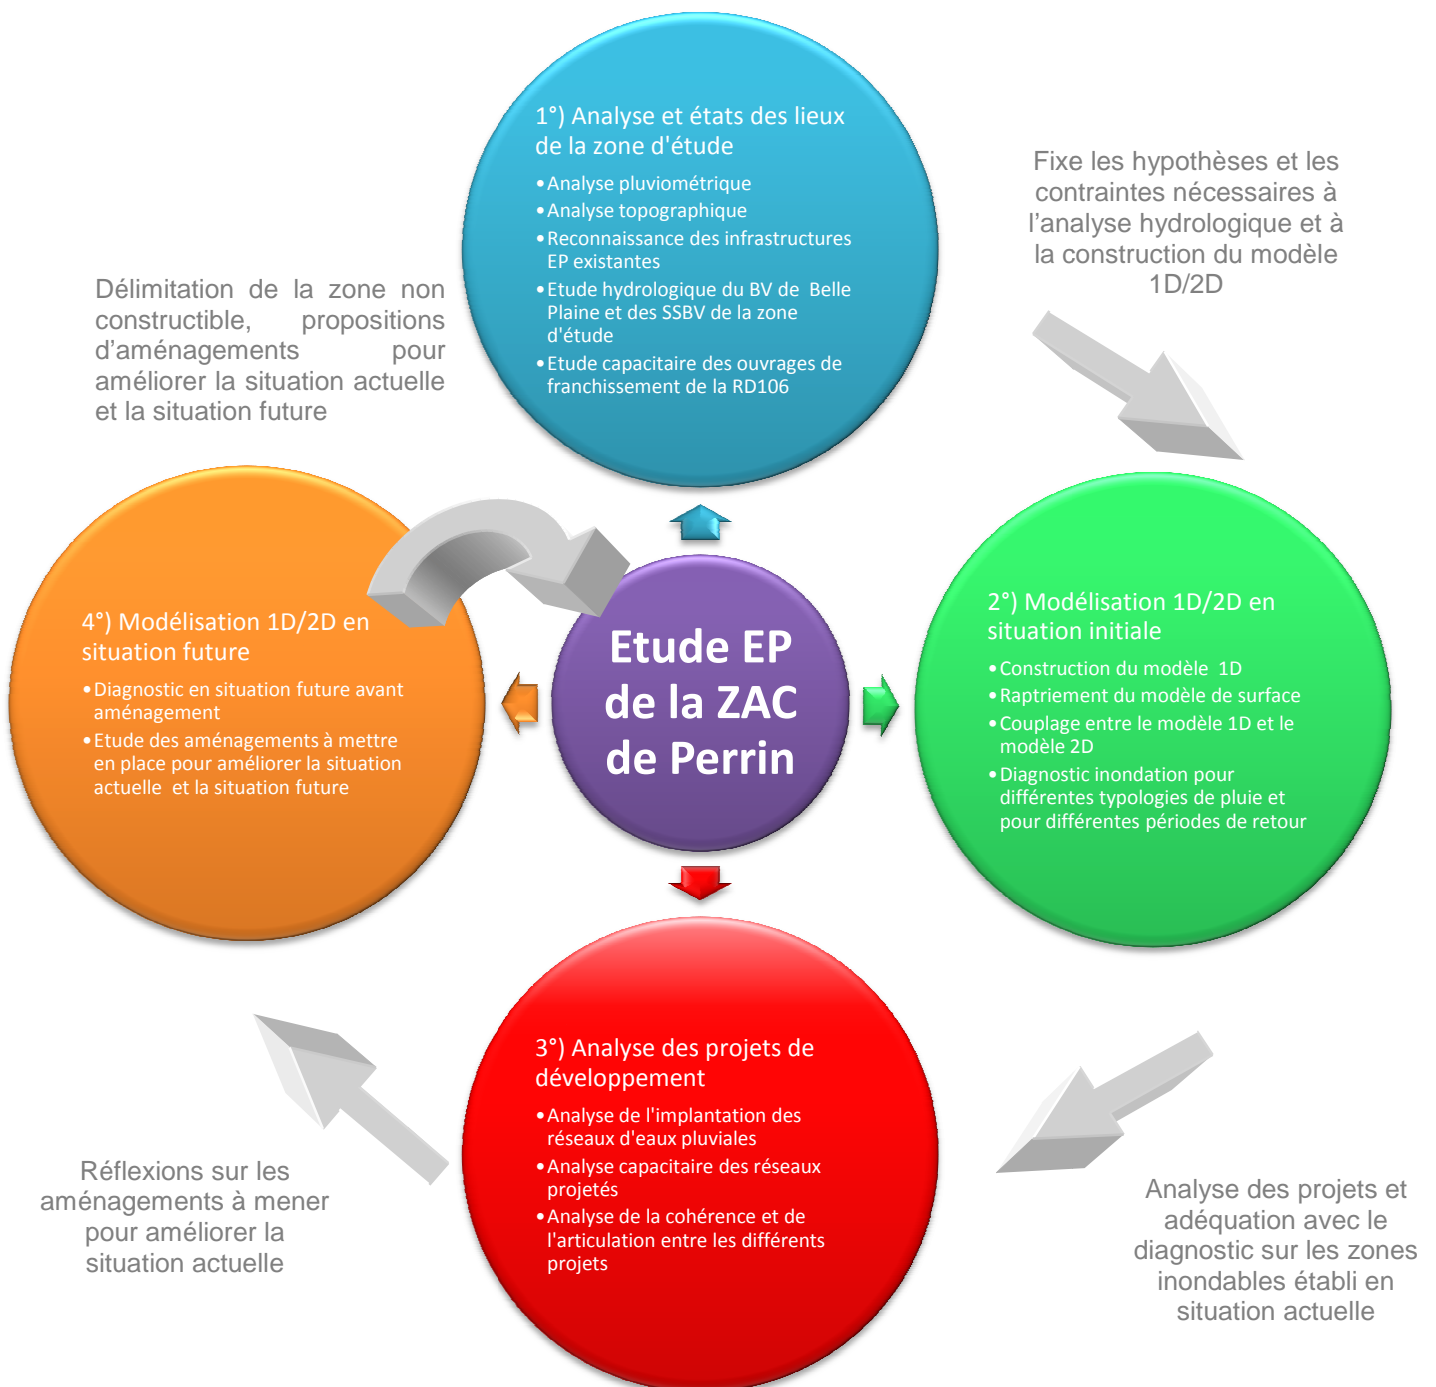 1°) Analyse et états des lieux
de la zone d'étude
•Analyse pluviométrique
•Analyse topographique
•Reconnaissance des infrastructures
EP existantes
•Etude hydrologique du BV de Belle
Plaine et des SSBV de la zone
d'étude
•Etude capacitaire des ouvrages de
franchissement de la RD106
Fixe les hypothèses et les
contraintes nécessaires à
l’analyse hydrologique et à
la construction du modèle
1D/2D
2°) Modélisation 1D/2D en
situation initiale
•Construction du modèle 1D
•Raptriement du modèle de surface
•Couplage entre le modèle 1D et le
modèle 2D
•Diagnostic inondation pour
différentes typologies de pluie et
pour différentes périodes de retour
Analyse des projets et
adéquation avec le
diagnostic sur les zones
inondables établi en
situation actuelle
3°) Analyse des projets de
développement
•Analyse de l'implantation des
réseaux d'eaux pluviales
•Analyse capacitaire des réseaux
projetés
•Analyse de la cohérence et de
l'articulation entre les différents
projets
Réflexions sur les
aménagements à mener
pour améliorer la
situation actuelle
4°) Modélisation 1D/2D en
situation future
•Diagnostic en situation future avant
aménagement
•Etude des aménagements à mettre
en place pour améliorer la situation
actuelle et la situation future
Délimitation de la zone non
constructible, propositions
d’aménagements pour
améliorer la situation actuelle
et la situation future
Etude EP
de la ZAC
de Perrin